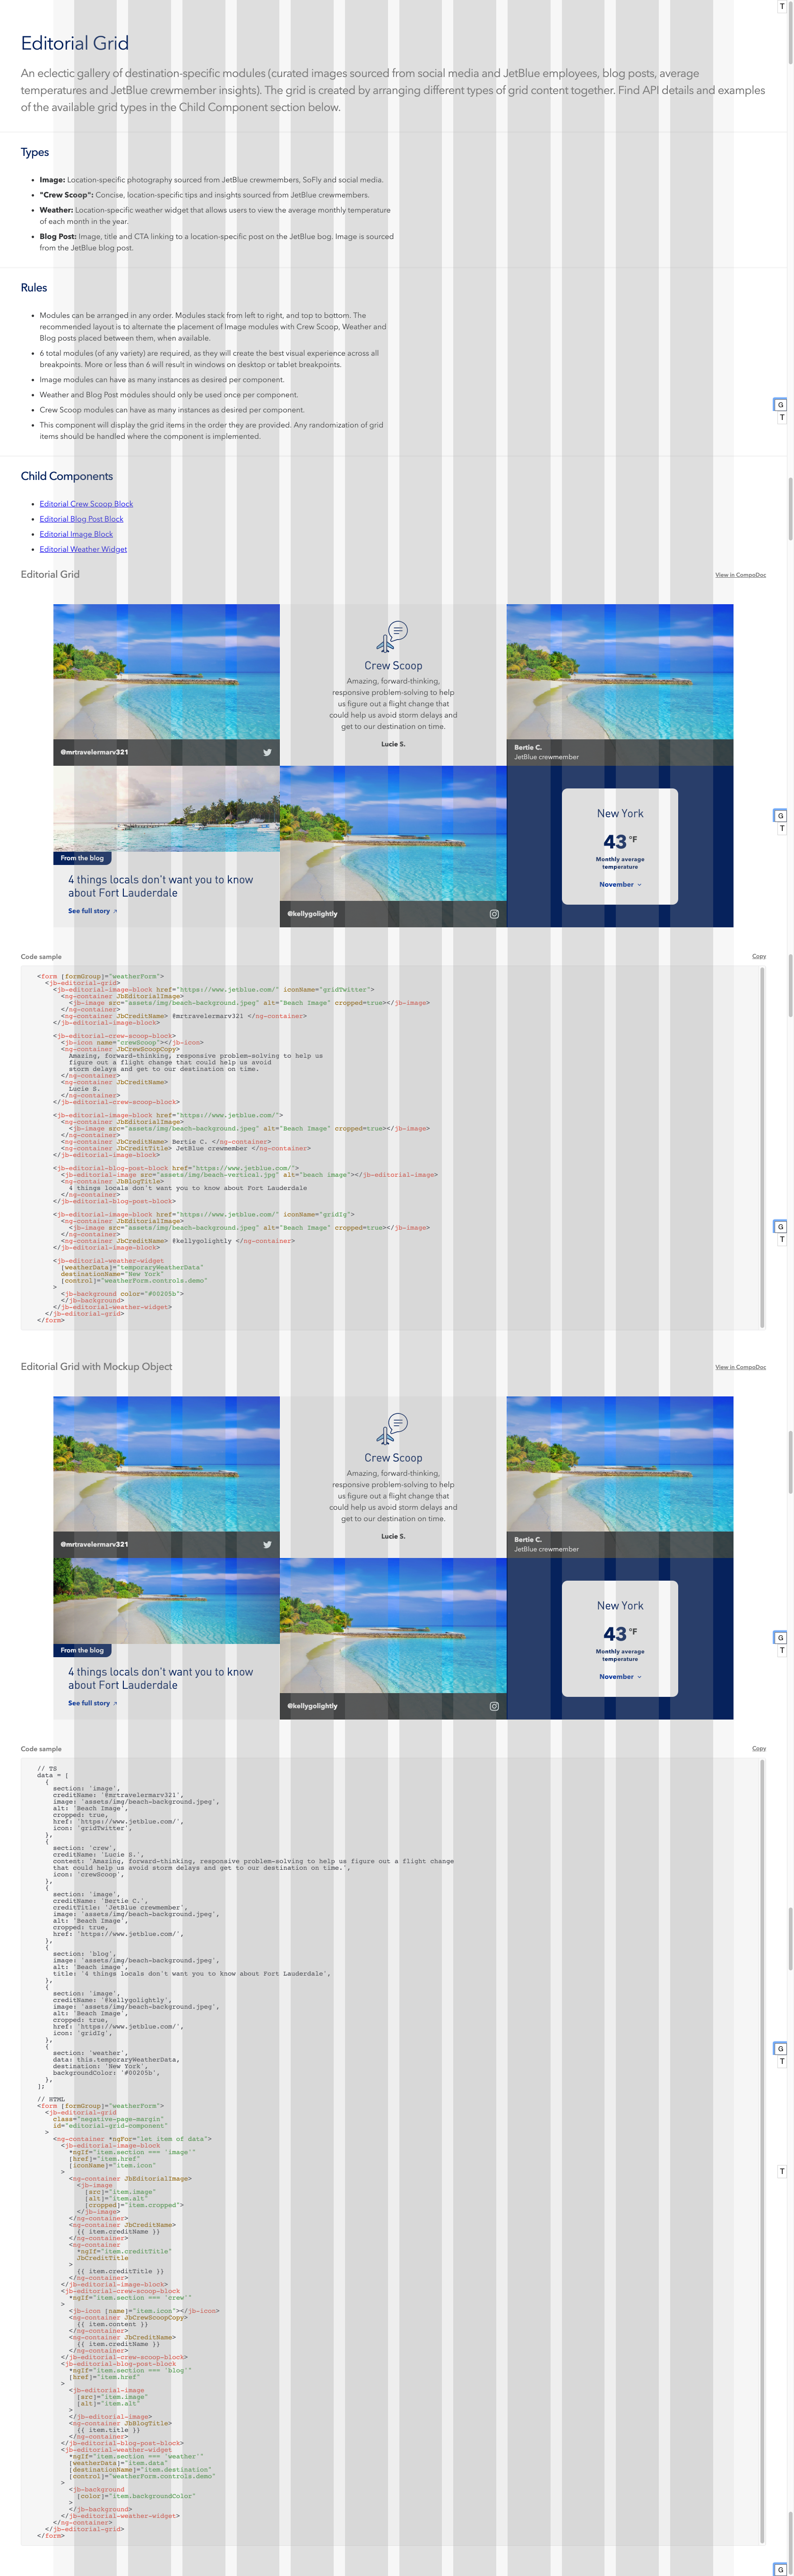 T
Editorial Grid
An eclectic gallery of destination-specific modules (curated images sourced from social media and JetBlue employees, blog posts, average
temperatures and JetBlue crewmember insights). The grid is created by arranging different types of grid content together. Find API details and examples
of the available grid types in the Child Component section below.
Types
Image: Location-specific photography sourced from JetBlue crewmembers, SoFly and social media.
"Crew Scoop": Concise, location-specific tips and insights sourced from JetBlue crewmembers.
Weather: Location-specific weather widget that allows users to view the average monthly temperature
of each month in the year.
Blog Post: Image, title and CTA linking to a location-specific post on the JetBlue bog. Image is sourced
from the JetBlue blog post.
Rules
Modules can be arranged in any order. Modules stack from left to right, and top to bottom. The
recommended layout is to alternate the placement of Image modules with Crew Scoop, Weather and
Blog posts placed between them, when available.
6 total modules (of any variety) are required, as they will create the best visual experience across all
breakpoints. More or less than 6 will result in windows on desktop or tablet breakpoints.
Image modules can have as many instances as desired per component.
Weather and Blog Post modules should only be used once per component.
Crew Scoop modules can have as many instances as desired per component.
This component will display the grid items in the order they are provided. Any randomization of grid
items should be handled where the component is implemented.
G
T
Child Components
Editorial Crew Scoop Block
Editorial Blog Post Block
Editorial Image Block
Editorial Weather Widget
Editorial Grid
View in CompoDoc
@mrtravelermarv321
Crew Scoop
Amazing, forward-thinking,
responsive problem-solving to help
us figure out a flight change that
could help us avoid storm delays and
get to our destination on time.
Lucie S.
Bertie C.
JetBlue crewmember
From the blog
4 things locals don't want you to know
about Fort Lauderdale
See full story
@kellygolightly
New York
43 °F
Monthly average
temperature
November
G
T
Code sample
Copy
<form [formGroup]="weatherForm">
<jb-editorial-grid>
<jb-editorial-image-block href="https://www.jetblue.com/" iconName="gridTwitter">
<ng-container JbEditorialImage>
<jb-image src="assets/img/beach-background.jpeg" alt="Beach Image" cropped=true></jb-image>
</ng-container>
<ng-container JbCreditName> @mrtravelermarv321 </ng-container>
</jb-editorial-image-block>
<jb-editorial-crew-scoop-block>
<jb-icon name="crewScoop"></jb-icon>
<ng-container JbCrewScoopCopy>
Amazing, forward-thinking, responsive problem-solving to help us
figure out a flight change that could help us avoid
storm delays and get to our destination on time.
</ng-container>
<ng-container JbCreditName>
Lucie S.
</ng-container>
</jb-editorial-crew-scoop-block>
<jb-editorial-image-block href="https://www.jetblue.com/">
<ng-container JbEditorialImage>
<jb-image src="assets/img/beach-background.jpeg" alt="Beach Image" cropped=true></jb-image>
</ng-container>
<ng-container JbCreditName> Bertie C. </ng-container>
<ng-container JbCreditTitle> JetBlue crewmember </ng-container>
</jb-editorial-image-block>
<jb-editorial-blog-post-block href="https://www.jetblue.com/">
<jb-editorial-image src="assets/img/beach-vertical.jpg" alt="beach image"></jb-editorial-image>
<ng-container JbBlogTitle>
4 things locals don't want you to know about Fort Lauderdale
</ng-container>
</jb-editorial-blog-post-block>
<jb-editorial-image-block href="https://www.jetblue.com/" iconName="gridIg">
<ng-container JbEditorialImage>
<jb-image src="assets/img/beach-background.jpeg" alt="Beach Image" cropped=true></jb-image>
</ng-container>
<ng-container JbCreditName> @kellygolightly </ng-container>
</jb-editorial-image-block>
<jb-editorial-weather-widget
[weatherData]="temporaryWeatherData"
destinationName="New York"
[control]="weatherForm.controls.demo"
>
<jb-background color="#00205b">
</jb-background>
</jb-editorial-weather-widget>
</jb-editorial-grid>
</form>
G
T
Editorial Grid with Mockup Object
View in CompoDoc
@mrtravelermarv321
Crew Scoop
Amazing, forward-thinking,
responsive problem-solving to help
us figure out a flight change that
could help us avoid storm delays and
get to our destination on time.
Lucie S.
Bertie C.
JetBlue crewmember
From the blog
4 things locals don't want you to know
about Fort Lauderdale
See full story
@kellygolightly
New York
43 °F
Monthly average
temperature
November
G
T
Code sample
Copy
// TS
data = [
{
section: 'image',
creditName: '@mrtravelermarv321',
image: 'assets/img/beach-background.jpeg',
alt: 'Beach Image',
cropped: true,
href: 'https://www.jetblue.com/',
icon: 'gridTwitter',
},
{
section: 'crew',
creditName: 'Lucie S.',
content: 'Amazing, forward-thinking, responsive problem-solving to help us figure out a flight change
that could help us avoid storm delays and get to our destination on time.',
icon: 'crewScoop',
},
{
section: 'image',
creditName: 'Bertie C.',
creditTitle: 'JetBlue crewmember',
image: 'assets/img/beach-background.jpeg',
alt: 'Beach Image',
cropped: true,
href: 'https://www.jetblue.com/',
},
{
section: 'blog',
image: 'assets/img/beach-background.jpeg',
alt: 'Beach image',
title: '4 things locals don't want you to know about Fort Lauderdale',
},
{
section: 'image',
creditName: '@kellygolightly',
image: 'assets/img/beach-background.jpeg',
alt: 'Beach Image',
cropped: true,
href: 'https://www.jetblue.com/',
icon: 'gridIg',
},
{
section: 'weather',
data: this.temporaryWeatherData,
destination: 'New York',
backgroundColor: '#00205b',
},
];
G
T
// HTML
<form [formGroup]="weatherForm">
<jb-editorial-grid
class="negative-page-margin"
id="editorial-grid-component"
>
<ng-container *ngFor="let item of data">
<jb-editorial-image-block
*ngIf="item.section === 'image'"
[href]="item.href"
[iconName]="item.icon"
>
<ng-container JbEditorialImage>
<jb-image
[src]="item.image"
[alt]="item.alt"
[cropped]="item.cropped">
</jb-image>
</ng-container>
<ng-container JbCreditName>
{{ item.creditName }}
</ng-container>
<ng-container
*ngIf="item.creditTitle"
JbCreditTitle
>
{{ item.creditTitle }}
</ng-container>
</jb-editorial-image-block>
<jb-editorial-crew-scoop-block
*ngIf="item.section === 'crew'"
>
<jb-icon [name]="item.icon"></jb-icon>
<ng-container JbCrewScoopCopy>
{{ item.content }}
</ng-container>
<ng-container JbCreditName>
{{ item.creditName }}
</ng-container>
</jb-editorial-crew-scoop-block>
<jb-editorial-blog-post-block
*ngIf="item.section === 'blog'"
[href]="item.href"
>
<jb-editorial-image
[src]="item.image"
[alt]="item.alt"
>
</jb-editorial-image>
<ng-container JbBlogTitle>
{{ item.title }}
</ng-container>
</jb-editorial-blog-post-block>
<jb-editorial-weather-widget
*ngIf="item.section === 'weather'"
[weatherData]="item.data"
[destinationName]="item.destination"
[control]="weatherForm.controls.demo"
>
<jb-background
[color]="item.backgroundColor"
>
</jb-background>
</jb-editorial-weather-widget>
</ng-container>
</jb-editorial-grid>
</form>
T
G